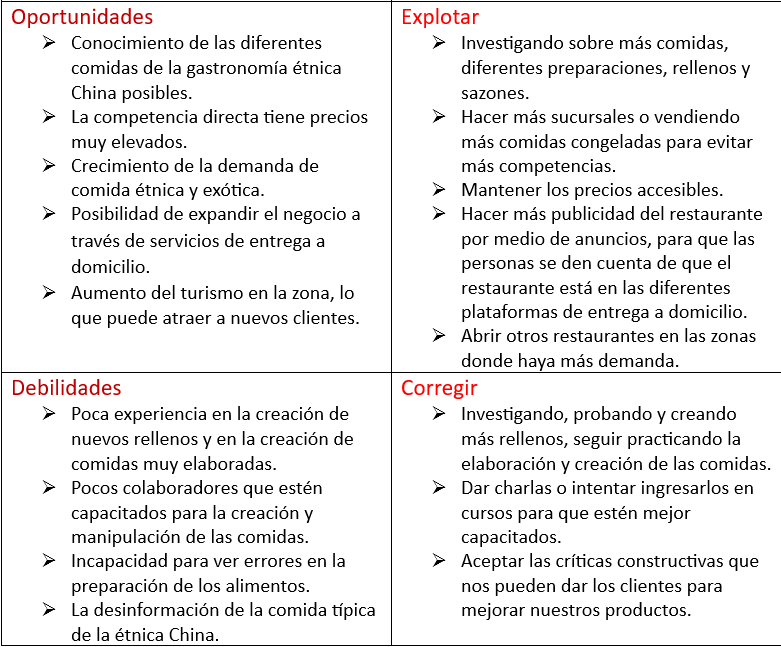 Oportunidades
➢ Conocimiento de las diferentes
comidas de la gastronomía étnica
China posibles.
➢ La competencia directa tiene precios
muy elevados.
➢ Crecimiento de la demanda de
comida étnica y exótica.
➢ Posibilidad de expandir el negocio a
través de servicios de entrega a
domicilio.
➢ Aumento del turismo en la zona, lo
que puede atraer a nuevos clientes.
Explotar
➢ Investigando sobre más comidas,
diferentes preparaciones, rellenos y
sazones.
➢ Hacer más sucursales o vendiendo
más comidas congeladas para evitar
más competencias.
➢ Mantener los precios accesibles.
➢ Hacer más publicidad del restaurante
por medio de anuncios, para que las
personas se den cuenta de que el
restaurante está en las diferentes
plataformas de entrega a domicilio.
➢ Abrir otros restaurantes en las zonas
donde haya más demanda.
Debilidades
➢ Poca experiencia en la creación de
nuevos rellenos y en la creación de
comidas muy elaboradas.
➢ Pocos colaboradores que estén
capacitados para la creación y
manipulación de las comidas.
➢ Incapacidad para ver errores en la
preparación de los alimentos.
➢ La desinformación de la comida típica
de la étnica China.
Corregir
➢ Investigando, probando y creando
más rellenos, seguir practicando la
elaboración y creación de las comidas.
➢ Dar charlas o intentar ingresarlos en
cursos para que estén mejor
capacitados.
➢ Aceptar las críticas constructivas que
nos pueden dar los clientes para
mejorar nuestros productos.